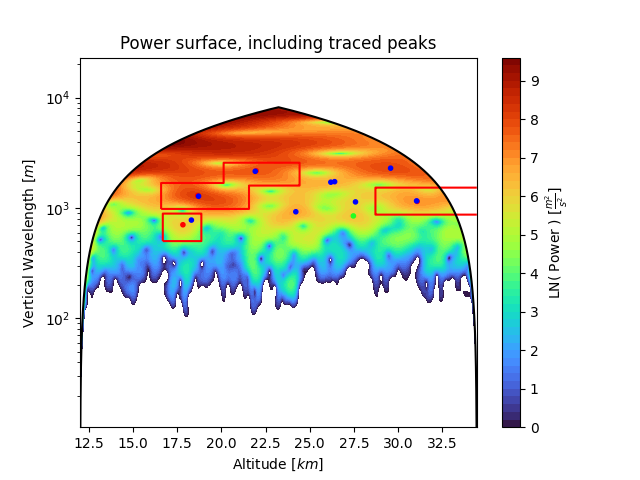 Power surface, including traced peaks
10⁴
10³
10²
Vertical Wavelength [m]
12.5 15.0 17.5 20.0 22.5 25.0 27.5 30.0 32.5
Altitude [km]
9
8
7
6
5
4
3
2
1
0
LN( Power ) [m²/s²]